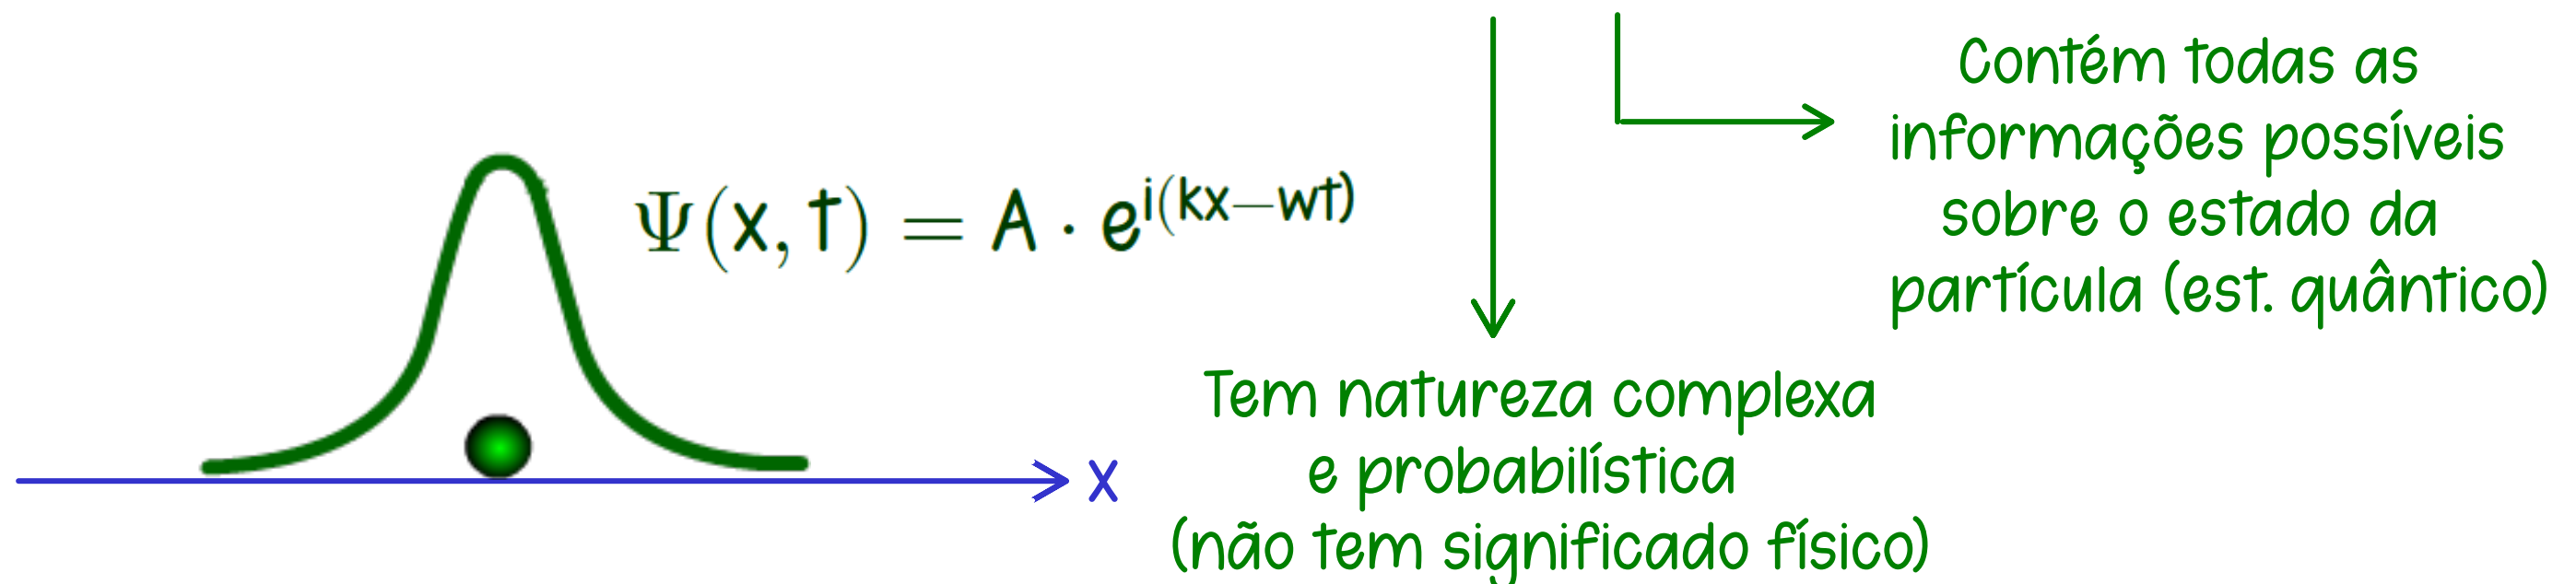 Contém todas as
informações possíveis
sobre o estado da
partícula (est. quântico)
Ψ(x, t) = A · e^{i(kx−wt)}
x
Tem natureza complexa
e probabilística
(não tem significado físico)